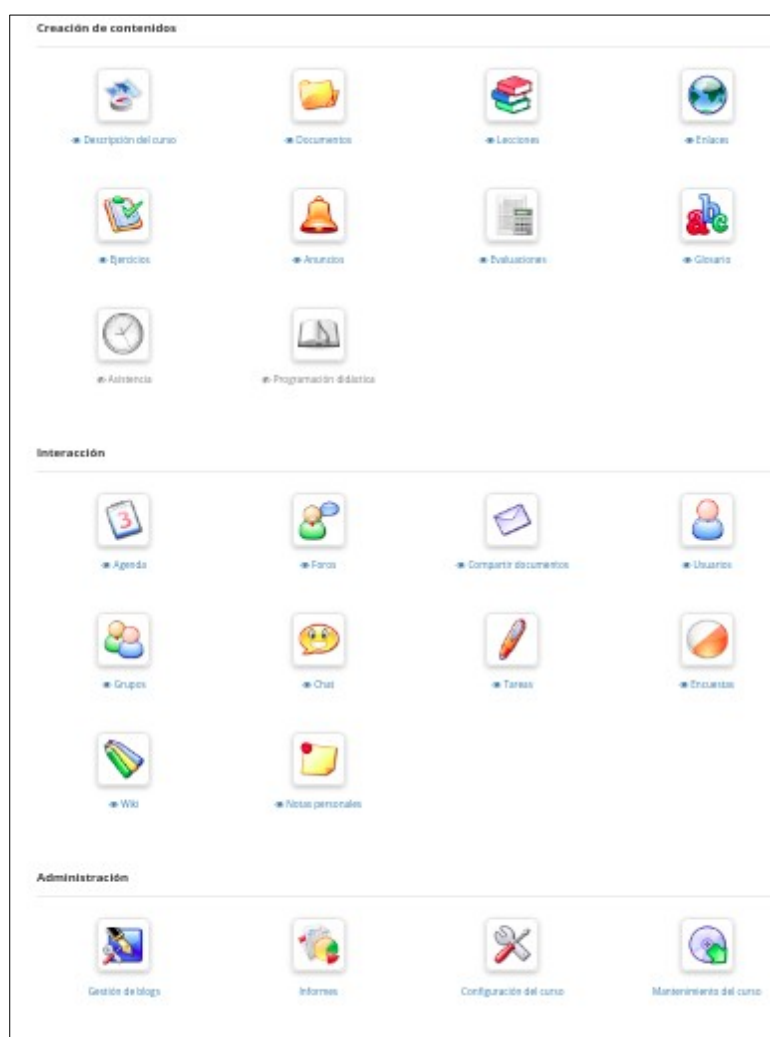 Creación de contenidos
Descripción del curso
Documentos
Lecciones
Enlaces
Ejercicios
Anuncios
Evaluaciones
Glosario
abc
Asistencia
Programación didáctica
Interacción
3
Agenda
Foros
Compartir documentos
Usuarios
Grupos
Chat
Tareas
Encuestas
Wiki
Notas personales
Administración
Gestión de blogs
Informes
Configuración del curso
Mantenimiento del curso